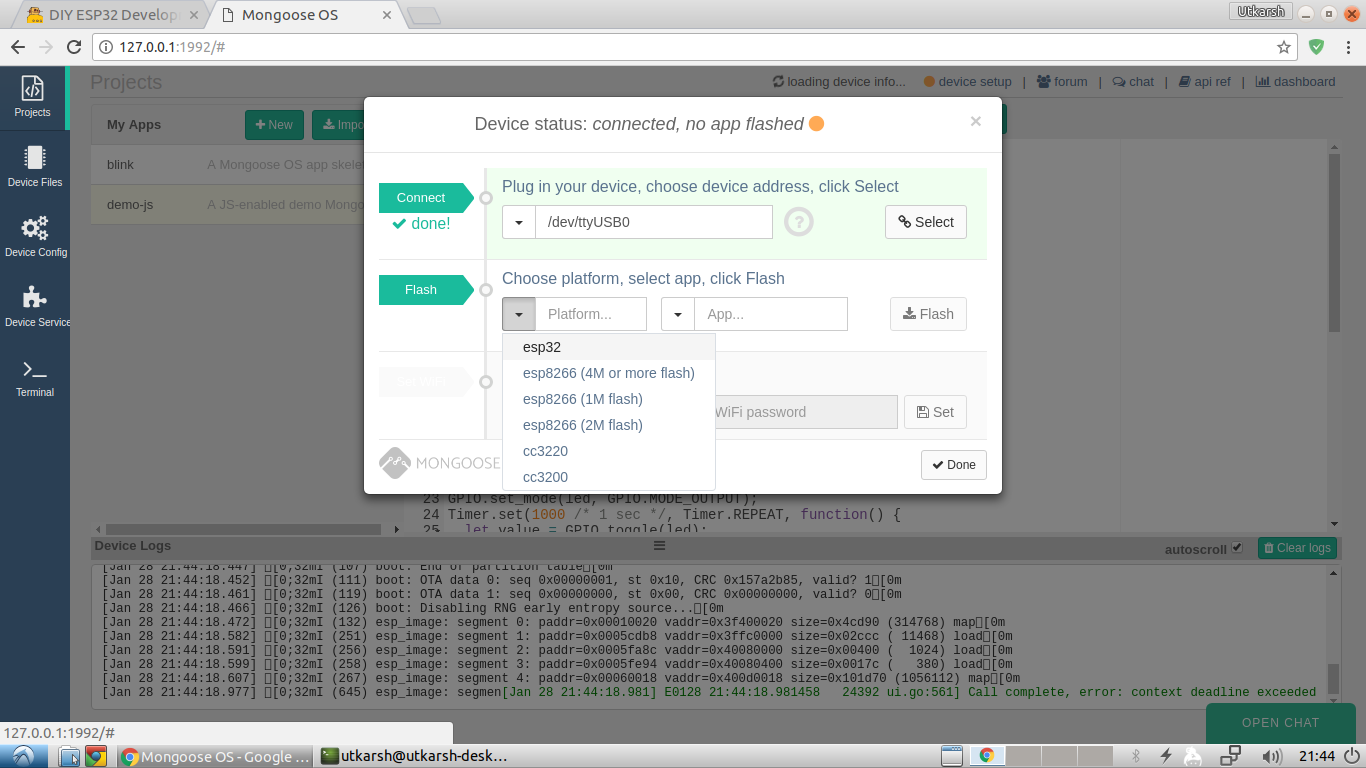 DIY ESP32 Develop
Mongoose OS
Utkarsh
127.0.0.1:1992/#
Projects
Device Files
Device Config
Device Service
Terminal
Projects
loading device info...
device setup | forum | chat | api ref | dashboard
My Apps
New
Impo
blink
A Mongoose OS app skele
demo-js
A JS-enabled demo Mongo
Device status: connected, no app flashed
×
Connect
done!
Plug in your device, choose device address, click Select
/dev/ttyUSB0
?
Select
Flash
Choose platform, select app, click Flash
Platform...
App...
Flash
esp32
esp8266 (4M or more flash)
esp8266 (1M flash)
esp8266 (2M flash)
cc3220
cc3200
Set WiFi
WiFi password
Set
MONGOOSE
Done
23 GPIO.set_mode(led, GPIO.MODE_OUTPUT);
24 Timer.set(1000 /* 1 sec */, Timer.REPEAT, function() {
25 let value = GPIO.toggle(led);
Device Logs
autoscroll
Clear logs
[Jan 28 21:44:18.447] [0;32mI (107) boot: End of partition table[0m
[Jan 28 21:44:18.452] [0;32mI (111) boot: OTA data 0: seq 0x00000001, st 0x10, CRC 0x157a2b85, valid? 1[0m
[Jan 28 21:44:18.461] [0;32mI (119) boot: OTA data 1: seq 0x00000000, st 0x00, CRC 0x00000000, valid? 0[0m
[Jan 28 21:44:18.466] [0;32mI (126) boot: Disabling RNG early entropy source...[0m
[Jan 28 21:44:18.472] [0;32mI (132) esp_image: segment 0: paddr=0x00010020 vaddr=0x3f400020 size=0x4cd90 (314768) map[0m
[Jan 28 21:44:18.582] [0;32mI (251) esp_image: segment 1: paddr=0x0005cdb8 vaddr=0x3ffc0000 size=0x02ccc ( 11468) load[0m
[Jan 28 21:44:18.591] [0;32mI (256) esp_image: segment 2: paddr=0x0005fa8c vaddr=0x40080000 size=0x00400 ( 1024) load[0m
[Jan 28 21:44:18.599] [0;32mI (258) esp_image: segment 3: paddr=0x0005fe94 vaddr=0x40080400 size=0x0017c ( 380) load[0m
[Jan 28 21:44:18.607] [0;32mI (267) esp_image: segment 4: paddr=0x00060018 vaddr=0x400d0018 size=0x101d70 (1056112) map[0m
[Jan 28 21:44:18.977] [0;32mI (645) esp_image: segmen[Jan 28 21:44:18.981] E0128 21:44:18.981458 24392 ui.go:561] Call complete, error: context deadline exceeded
OPEN CHAT
127.0.0.1:1992/#
Mongoose OS - Google ...
utkarsh@utkarsh-desk...
21:44